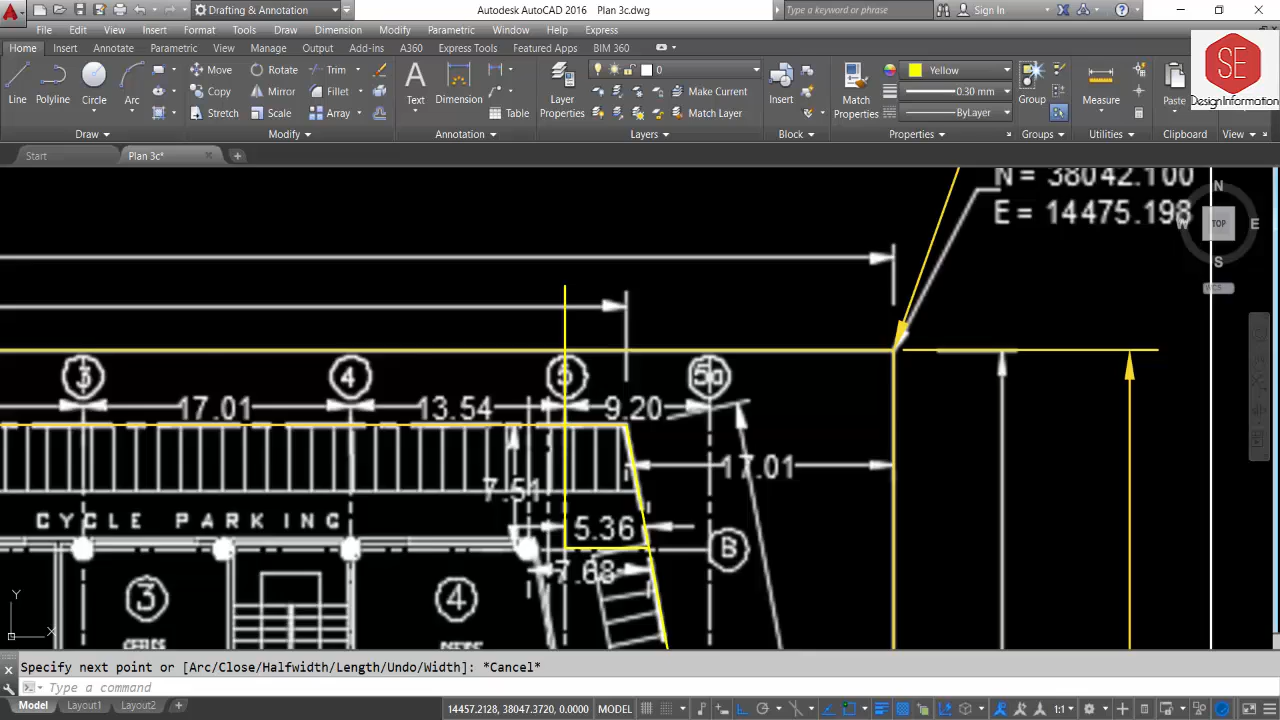 Drafting & Annotation
Autodesk AutoCAD 2016 Plan 3c.dwg
Type a keyword or phrase
Sign In
File Edit View Insert Format Tools Draw Dimension Modify Parametric Window Help Express
Home Insert Annotate Parametric View Manage Output Add-ins A360 Express Tools Featured Apps BIM 360
Line Polyline Circle Arc
Move Rotate Trim
Copy Mirror Fillet
Stretch Scale Array
Text Dimension Table
Layer Properties
0
Make Current
Match Layer
Insert
Match Properties
Yellow
0.30 mm
ByLayer
Group
Measure
Paste
SE
DesignInformation
Draw Modify Annotation Layers Block Properties Groups Utilities Clipboard View
Start Plan 3c*
N = 38042.100
E = 14475.198
N
W TOP E
S
WCS
3 4 5 5a
17.01 13.54 9.20
17.01
7.51
CYCLE PARKING
5.36
B
7.68
3 4
Y
X
Specify next point or [Arc/Close/Halfwidth/Length/Undo/Width]: *Cancel*
Type a command
Model Layout1 Layout2 +
14457.2128, 38047.3720, 0.0000 MODEL
1:1